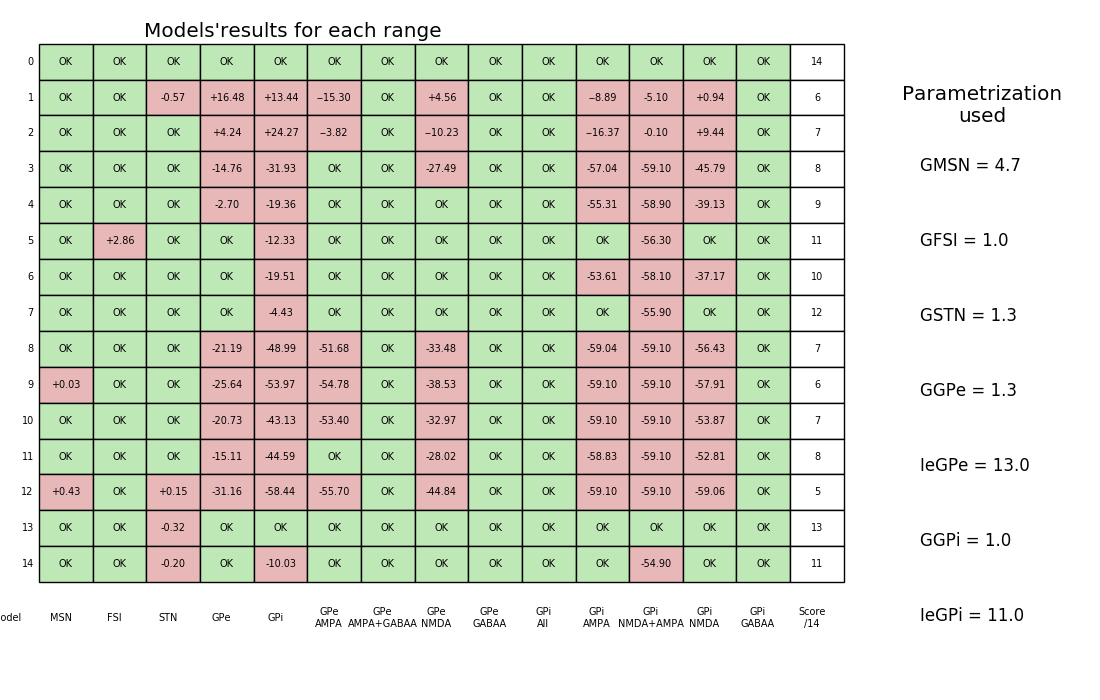 Models'results for each range
0 OK OK OK OK OK OK OK OK OK OK OK OK OK OK 14
1 OK OK -0.57 +16.48 +13.44 --15.30 OK +4.56 OK OK --8.89 -5.10 +0.94 OK 6
2 OK OK OK +4.24 +24.27 --3.82 OK --10.23 OK OK --16.37 -0.10 +9.44 OK 7
3 OK OK OK -14.76 -31.93 OK OK -27.49 OK OK -57.04 -59.10 -45.79 OK 8
4 OK OK OK -2.70 -19.36 OK OK OK OK OK -55.31 -58.90 -39.13 OK 9
5 OK +2.86 OK OK -12.33 OK OK OK OK OK OK -56.30 OK OK 11
6 OK OK OK OK -19.51 OK OK OK OK OK -53.61 -58.10 -37.17 OK 10
7 OK OK OK OK -4.43 OK OK OK OK OK OK -55.90 OK OK 12
8 OK OK OK -21.19 -48.99 -51.68 OK -33.48 OK OK -59.04 -59.10 -56.43 OK 7
9 +0.03 OK OK -25.64 -53.97 -54.78 OK -38.53 OK OK -59.10 -59.10 -57.91 OK 6
10 OK OK OK -20.73 -43.13 -53.40 OK -32.97 OK OK -59.10 -59.10 -53.87 OK 7
11 OK OK OK -15.11 -44.59 OK OK -28.02 OK OK -58.83 -59.10 -52.81 OK 8
12 +0.43 OK +0.15 -31.16 -58.44 -55.70 OK -44.84 OK OK -59.10 -59.10 -59.06 OK 5
13 OK OK -0.32 OK OK OK OK OK OK OK OK OK OK OK 13
14 OK OK -0.20 OK -10.03 OK OK OK OK OK OK -54.90 OK OK 11
odel MSN FSI STN GPe GPi GPe GPe GPe GPe GPi GPi GPi GPi GPi Score
AMPA AMPA+GABAA NMDA GABAA All AMPA NMDA+AMPA NMDA GABAA /14
Parametrization
used
GMSN = 4.7
GFSI = 1.0
GSTN = 1.3
GGPe = 1.3
IeGPe = 13.0
GGPi = 1.0
IeGPi = 11.0